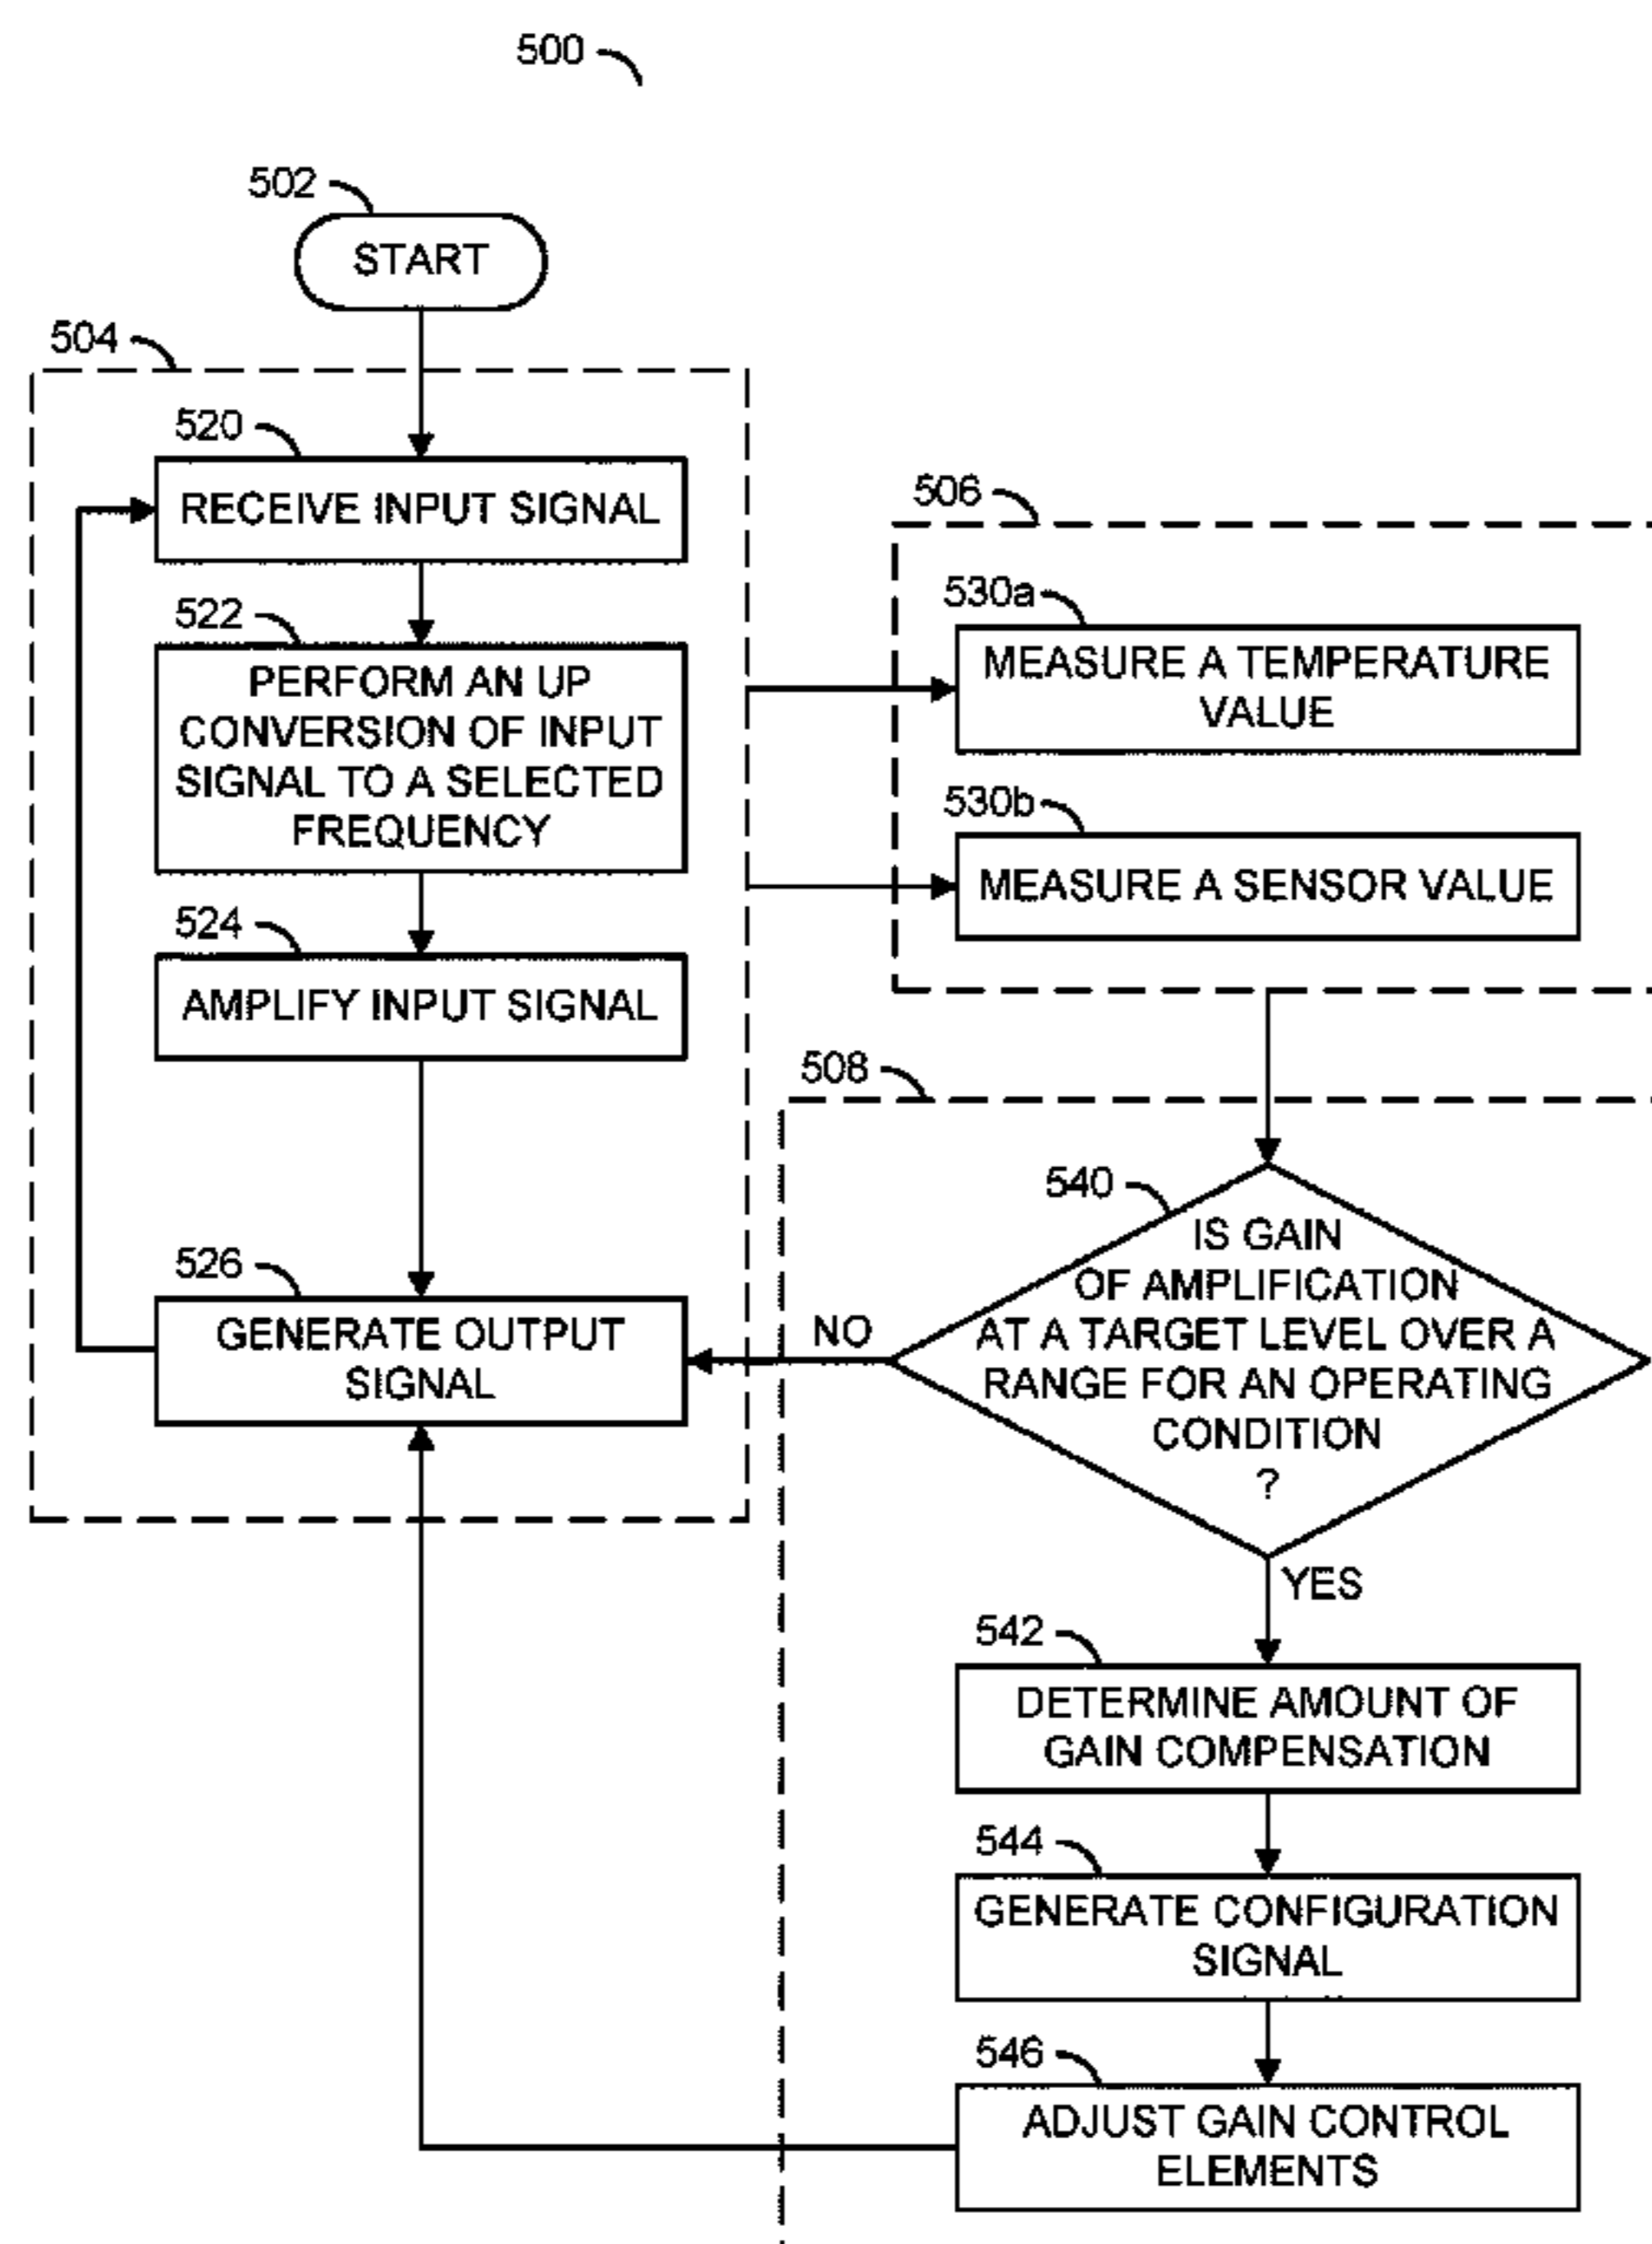 500
502
START
504
520
RECEIVE INPUT SIGNAL
522
PERFORM AN UP
CONVERSION OF INPUT
SIGNAL TO A SELECTED
FREQUENCY
524
AMPLIFY INPUT SIGNAL
526
GENERATE OUTPUT
SIGNAL
506
530a
MEASURE A TEMPERATURE
VALUE
530b
MEASURE A SENSOR VALUE
508
540
IS GAIN
OF AMPLIFICATION
AT A TARGET LEVEL OVER A
RANGE FOR AN OPERATING
CONDITION
?
NO
YES
542
DETERMINE AMOUNT OF
GAIN COMPENSATION
544
GENERATE CONFIGURATION
SIGNAL
546
ADJUST GAIN CONTROL
ELEMENTS